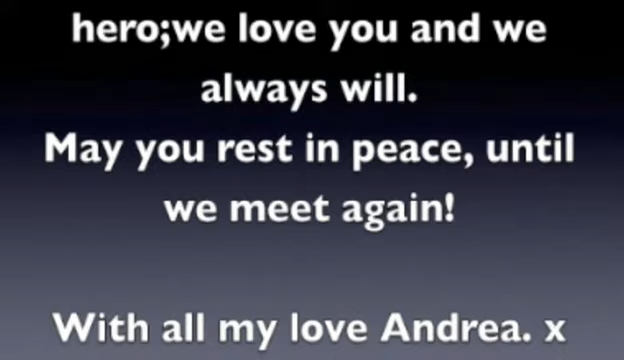 hero;we love you and we
always will.
May you rest in peace, until
we meet again!
With all my love Andrea. x